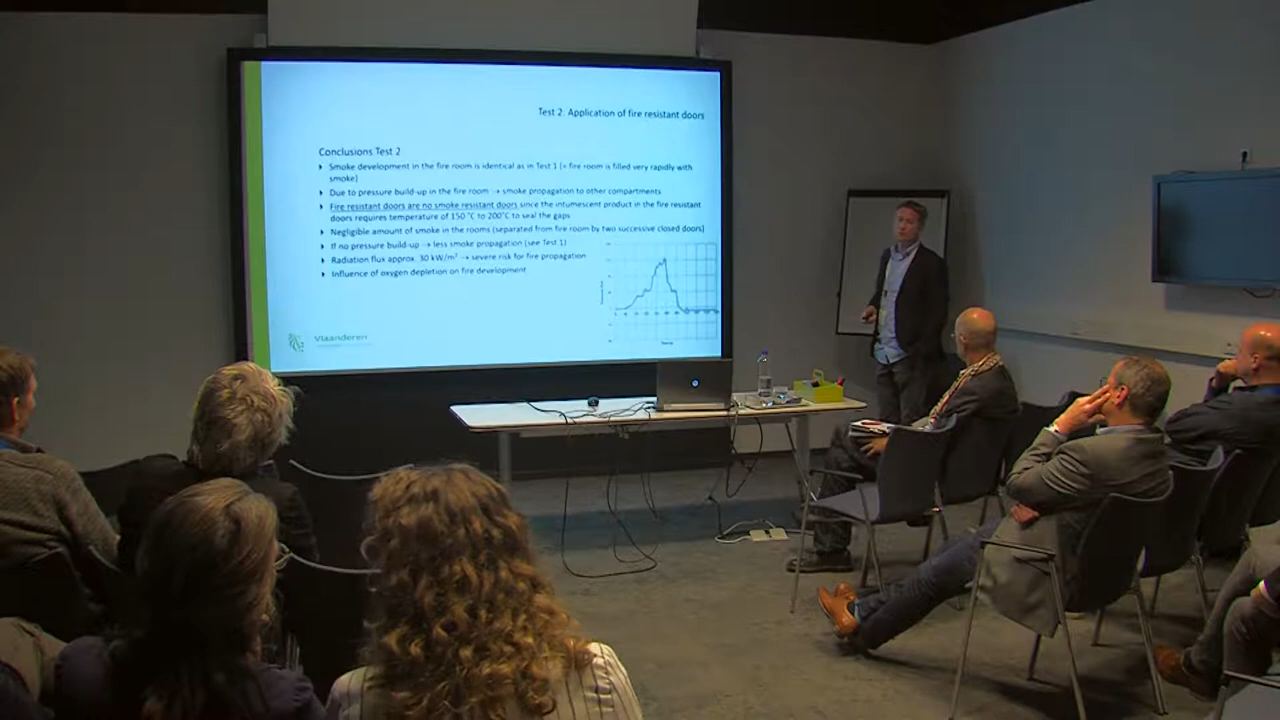 Test 2: Application of fire resistant doors
Conclusions Test 2
Smoke development in the fire room is identical as in Test 1 (= fire room is filled very rapidly with
smoke)
Due to pressure build-up in the fire room → smoke propagation to other compartments
Fire resistant doors are no smoke resistant doors since the intumescent product in the fire resistant
doors requires temperature of 150 °C to 200°C to seal the gaps
Negligible amount of smoke in the rooms (separated from fire room by two successive closed doors)
If no pressure build-up → less smoke propagation (see Test 1)
Radiation flux approx. 30 kW/m² → severe risk for fire propagation
Influence of oxygen depletion on fire development
Vlaanderen